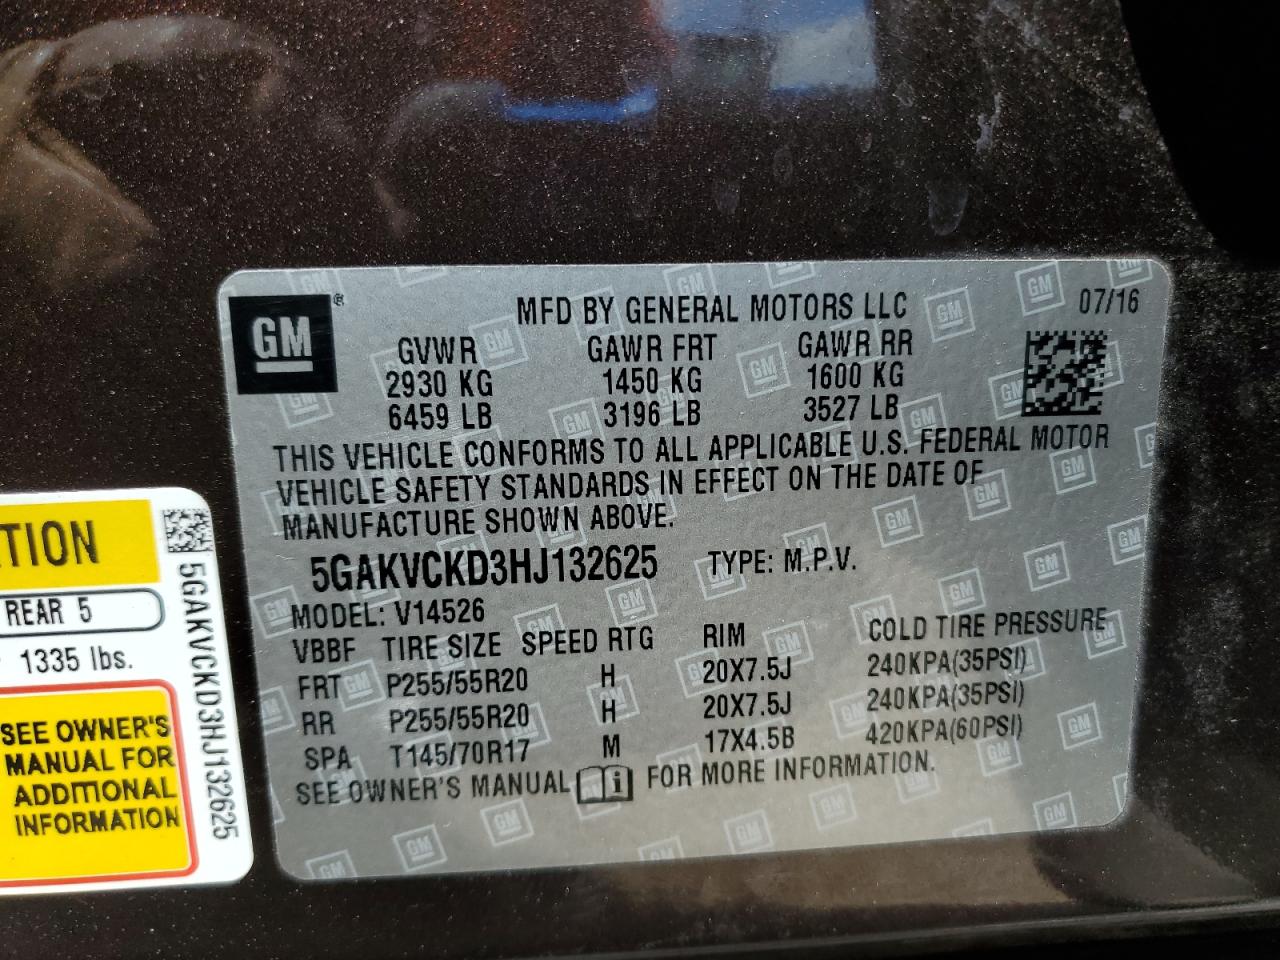 GM ®
MFD BY GENERAL MOTORS LLC 07/16
GVWR GAWR FRT GAWR RR
2930 KG 1450 KG 1600 KG
6459 LB 3196 LB 3527 LB
THIS VEHICLE CONFORMS TO ALL APPLICABLE U.S. FEDERAL MOTOR
VEHICLE SAFETY STANDARDS IN EFFECT ON THE DATE OF
MANUFACTURE SHOWN ABOVE.
5GAKVCKD3HJ132625 TYPE: M.P.V.
MODEL: V14526
VBBF TIRE SIZE SPEED RTG RIM COLD TIRE PRESSURE
FRT P255/55R20 H 20X7.5J 240KPA(35PSI)
RR P255/55R20 H 20X7.5J 240KPA(35PSI)
SPA T145/70R17 M 17X4.5B 420KPA(60PSI)
SEE OWNER'S MANUAL i FOR MORE INFORMATION.
TION
REAR 5
1335 lbs.
SEE OWNER'S
MANUAL FOR
ADDITIONAL
INFORMATION
5GAKVCKD3HJ132625